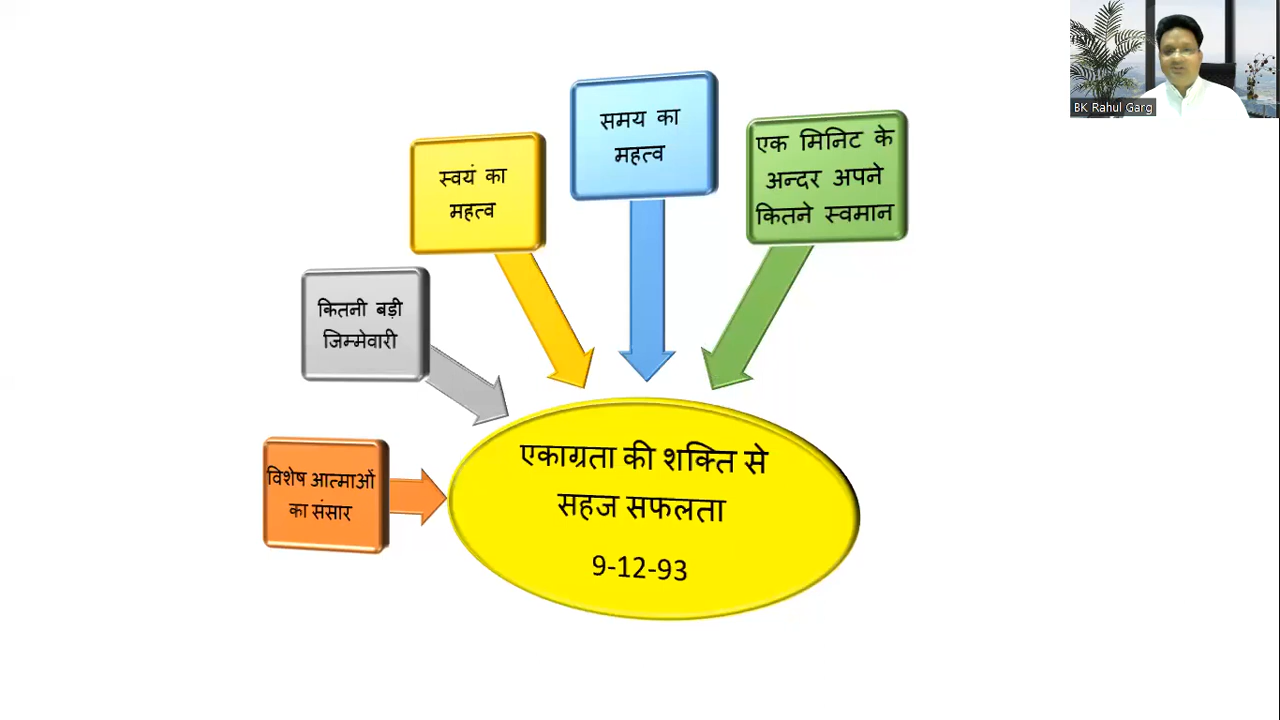 BK Rahul Garg
समय का
महत्व
एक मिनिट के
अन्दर अपने
कितने स्वमान
स्वयं का
महत्व
कितनी बड़ी
जिम्मेवारी
विशेष आत्माओं
का संसार
एकाग्रता की शक्ति से
सहज सफलता
9-12-93